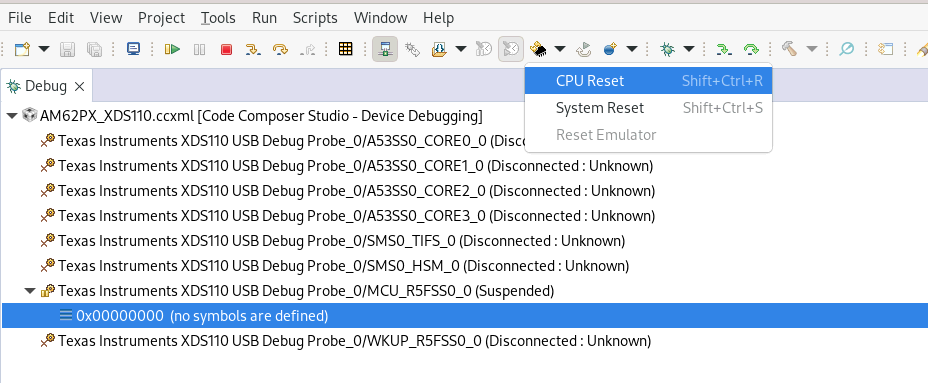 File Edit View Project Tools Run Scripts Window Help
Debug
CPU Reset Shift+Ctrl+R
System Reset Shift+Ctrl+S
Reset Emulator
AM62PX_XDS110.ccxml [Code Composer Studio - Device Debugging]
Texas Instruments XDS110 USB Debug Probe_0/A53SS0_CORE0_0 (Disco
Texas Instruments XDS110 USB Debug Probe_0/A53SS0_CORE1_0 (Disconnected : Unknown)
Texas Instruments XDS110 USB Debug Probe_0/A53SS0_CORE2_0 (Disconnected : Unknown)
Texas Instruments XDS110 USB Debug Probe_0/A53SS0_CORE3_0 (Disconnected : Unknown)
Texas Instruments XDS110 USB Debug Probe_0/SMS0_TIFS_0 (Disconnected : Unknown)
Texas Instruments XDS110 USB Debug Probe_0/SMS0_HSM_0 (Disconnected : Unknown)
Texas Instruments XDS110 USB Debug Probe_0/MCU_R5FSS0_0 (Suspended)
0x00000000 (no symbols are defined)
Texas Instruments XDS110 USB Debug Probe_0/WKUP_R5FSS0_0 (Disconnected : Unknown)